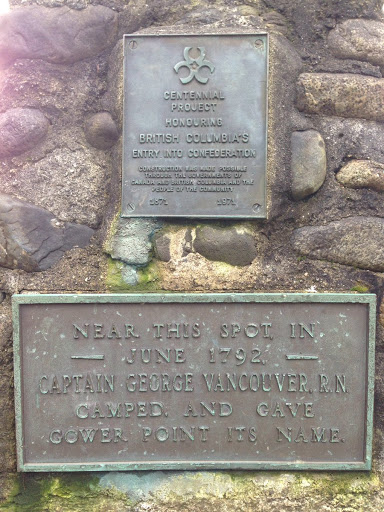 CENTENNIAL
PROJECT
HONOURING
BRITISH COLUMBIA'S
ENTRY INTO CONFEDERATION
CONSTRUCTION WAS MADE POSSIBLE
THROUGH THE GOVERNMENTS OF
CANADA AND BRITISH COLUMBIA AND THE
PEOPLE OF THE COMMUNITY
1871 1971
NEAR THIS SPOT, IN
— JUNE 1792 —
CAPTAIN GEORGE VANCOUVER, R.N.
CAMPED AND GAVE
GOWER POINT ITS NAME.